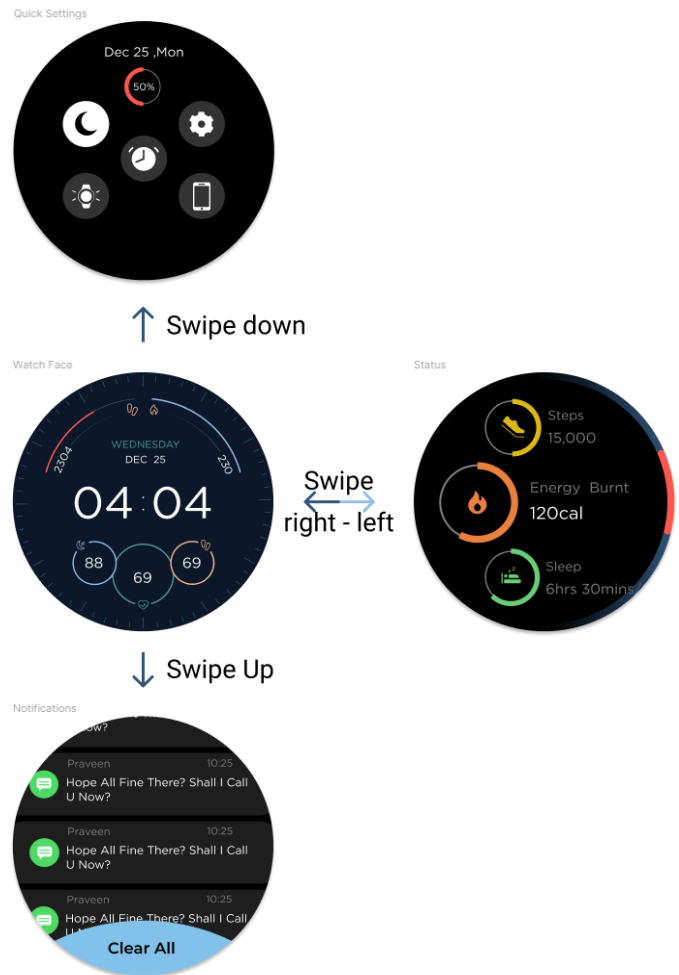 Quick Settings
Dec 25 ,Mon
50%
Swipe down
Watch Face
WEDNESDAY
DEC 25
2304
230
04:04
88
69
69
Swipe
right - left
Status
Steps
15,000
Energy Burnt
120cal
Sleep
6hrs 30mins
Swipe Up
Notifications
Now?
Praveen 10:25
Hope All Fine There? Shall I Call
U Now?
Praveen 10:25
Hope All Fine There? Shall I Call
U Now?
Praveen 10:25
Hope All Fine There? Shall I Call
Clear All